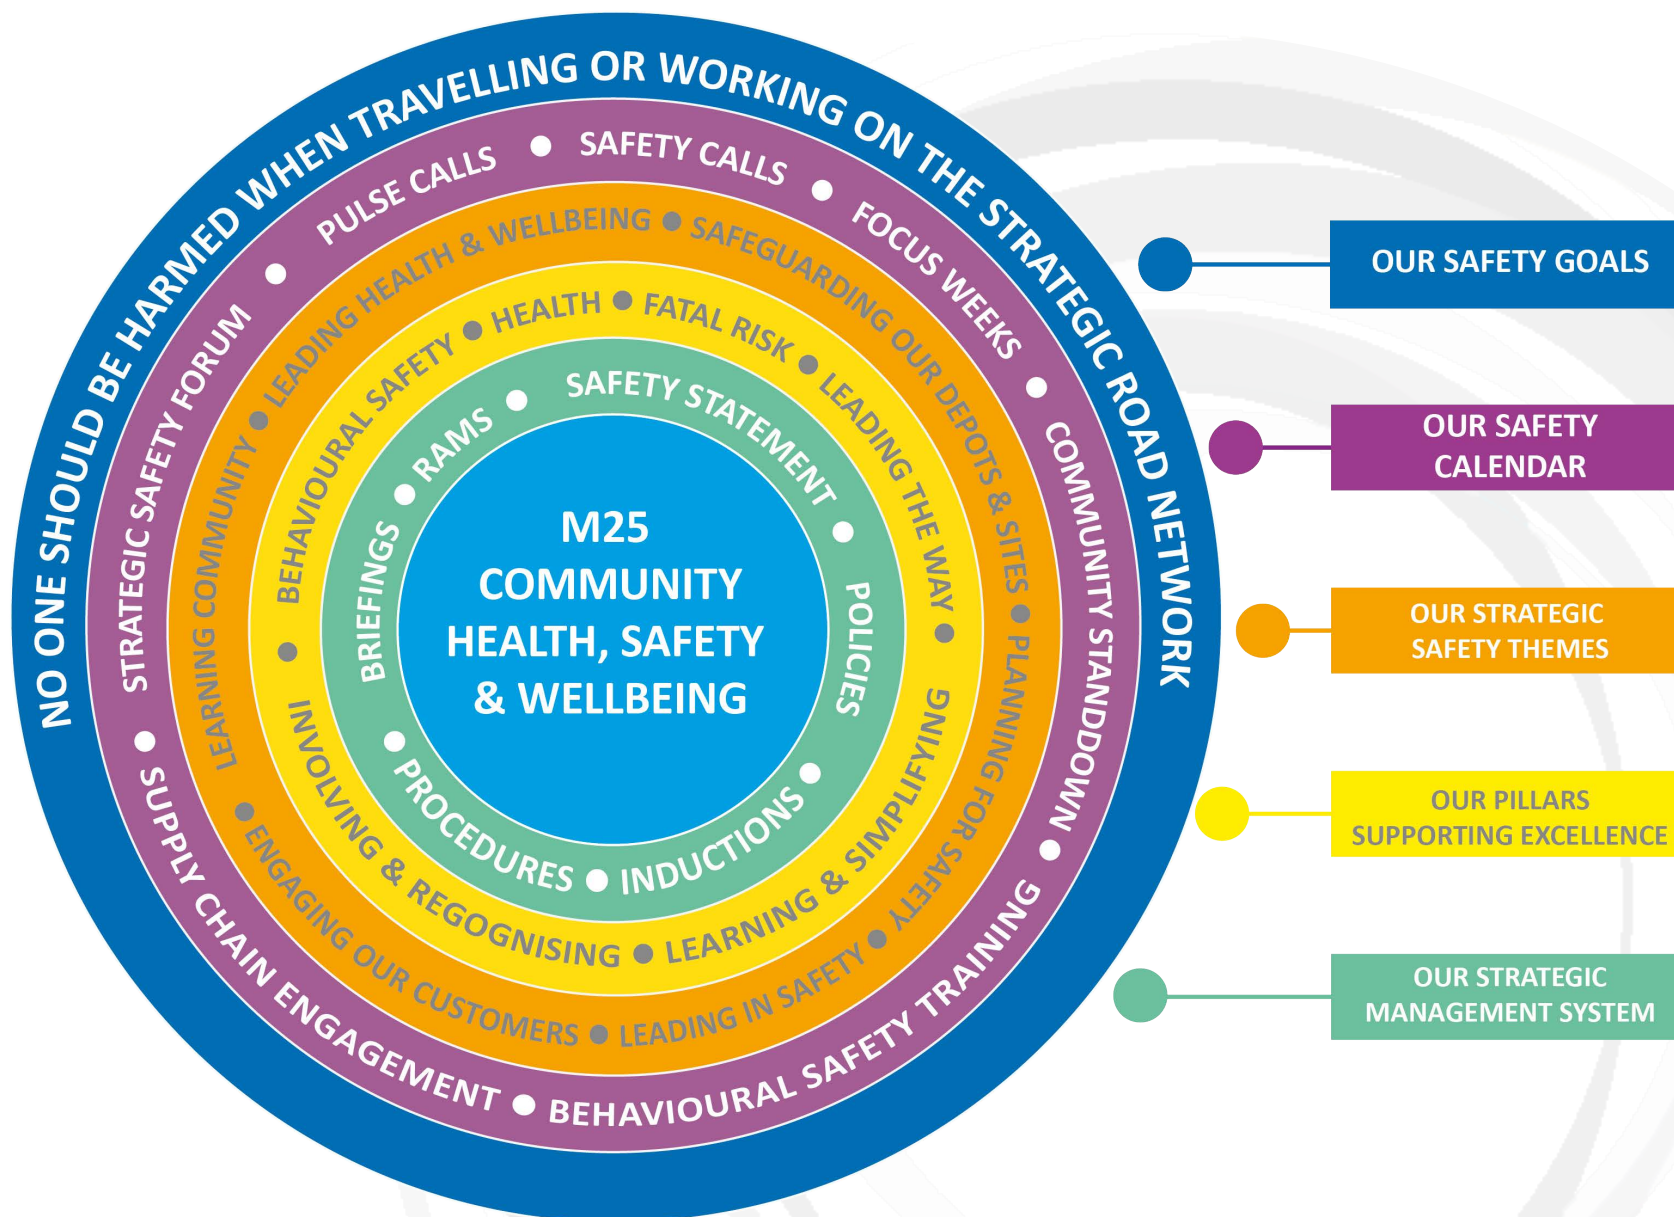 NO ONE SHOULD BE HARMED WHEN TRAVELLING OR WORKING ON THE STRATEGIC ROAD NETWORK
STRATEGIC SAFETY FORUM ● PULSE CALLS ● SAFETY CALLS ● FOCUS WEEKS ● COMMUNITY STANDDOWN ● BEHAVIOURAL SAFETY TRAINING ● SUPPLY CHAIN ENGAGEMENT ●
LEARNING COMMUNITY ● LEADING HEALTH & WELLBEING ● SAFEGUARDING OUR DEPOTS & SITES ● PLANNING FOR SAFETY ● LEADING IN SAFETY ● ENGAGING OUR CUSTOMERS ●
BEHAVIOURAL SAFETY ● HEALTH ● FATAL RISK ● LEADING THE WAY ● LEARNING & SIMPLIFYING ● INVOLVING & REGOGNISING ●
BRIEFINGS ● RAMS ● SAFETY STATEMENT ● POLICIES ● INDUCTIONS ● PROCEDURES ●
M25
COMMUNITY
HEALTH, SAFETY
& WELLBEING
OUR SAFETY GOALS
OUR SAFETY
CALENDAR
OUR STRATEGIC
SAFETY THEMES
OUR PILLARS
SUPPORTING EXCELLENCE
OUR STRATEGIC
MANAGEMENT SYSTEM